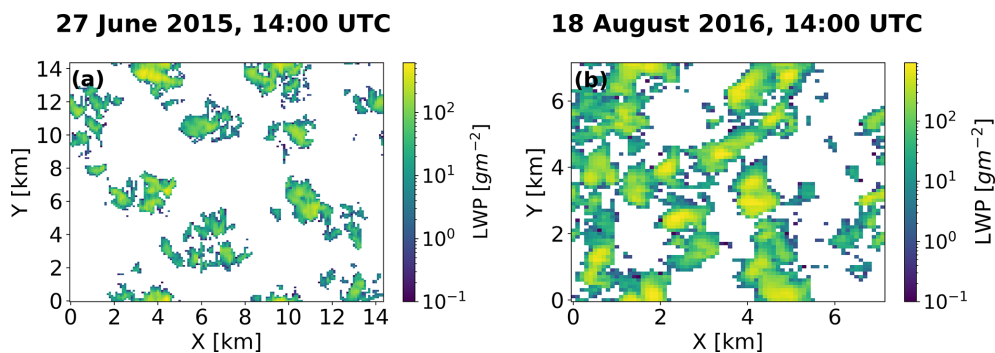 27 June 2015, 14:00 UTC
18 August 2016, 14:00 UTC
(a)
14
12
10
8
6
4
2
0
Y [km]
0 2 4 6 8 10 12 14
X [km]
10²
10¹
10⁰
10⁻¹
LWP [gm⁻²]
(b)
6
4
2
0
Y [km]
0 2 4 6
X [km]
10²
10¹
10⁰
10⁻¹
LWP [gm⁻²]